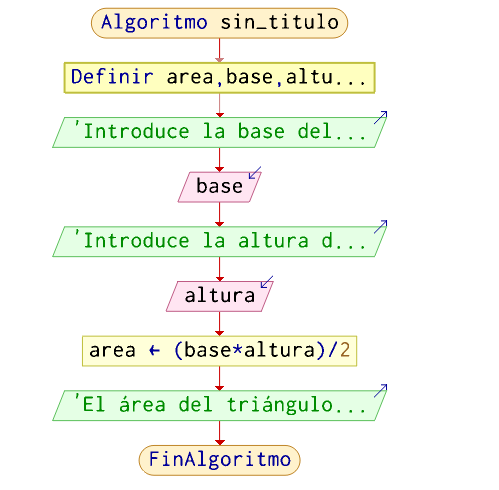 Algoritmo sin_titulo
Definir area,base,altu...
'Introduce la base del...
base
'Introduce la altura d...
altura
area ← (base*altura)/2
'El área del triángulo...
FinAlgoritmo